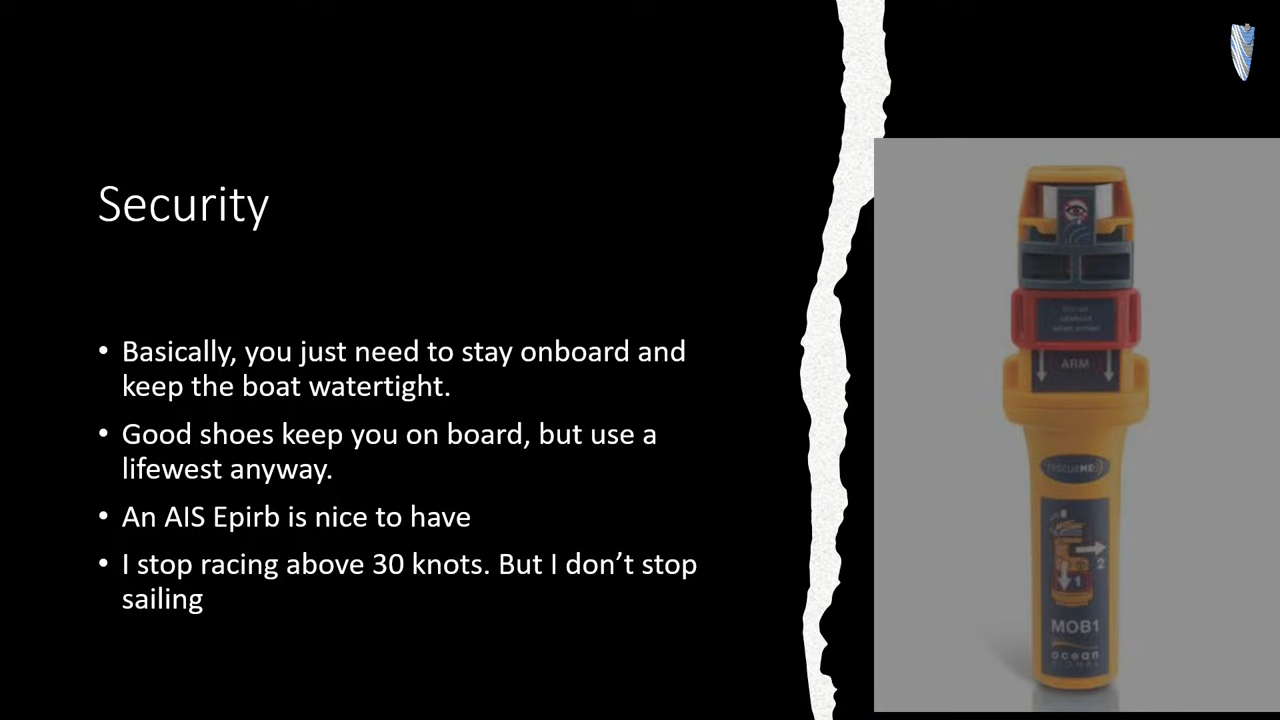 Security
• Basically, you just need to stay onboard and
keep the boat watertight.
• Good shoes keep you on board, but use a
lifewest anyway.
• An AIS Epirb is nice to have
• I stop racing above 30 knots. But I don’t stop
sailing
ARM
rescueME
2
1
MOB1
ocean
SIGNAL